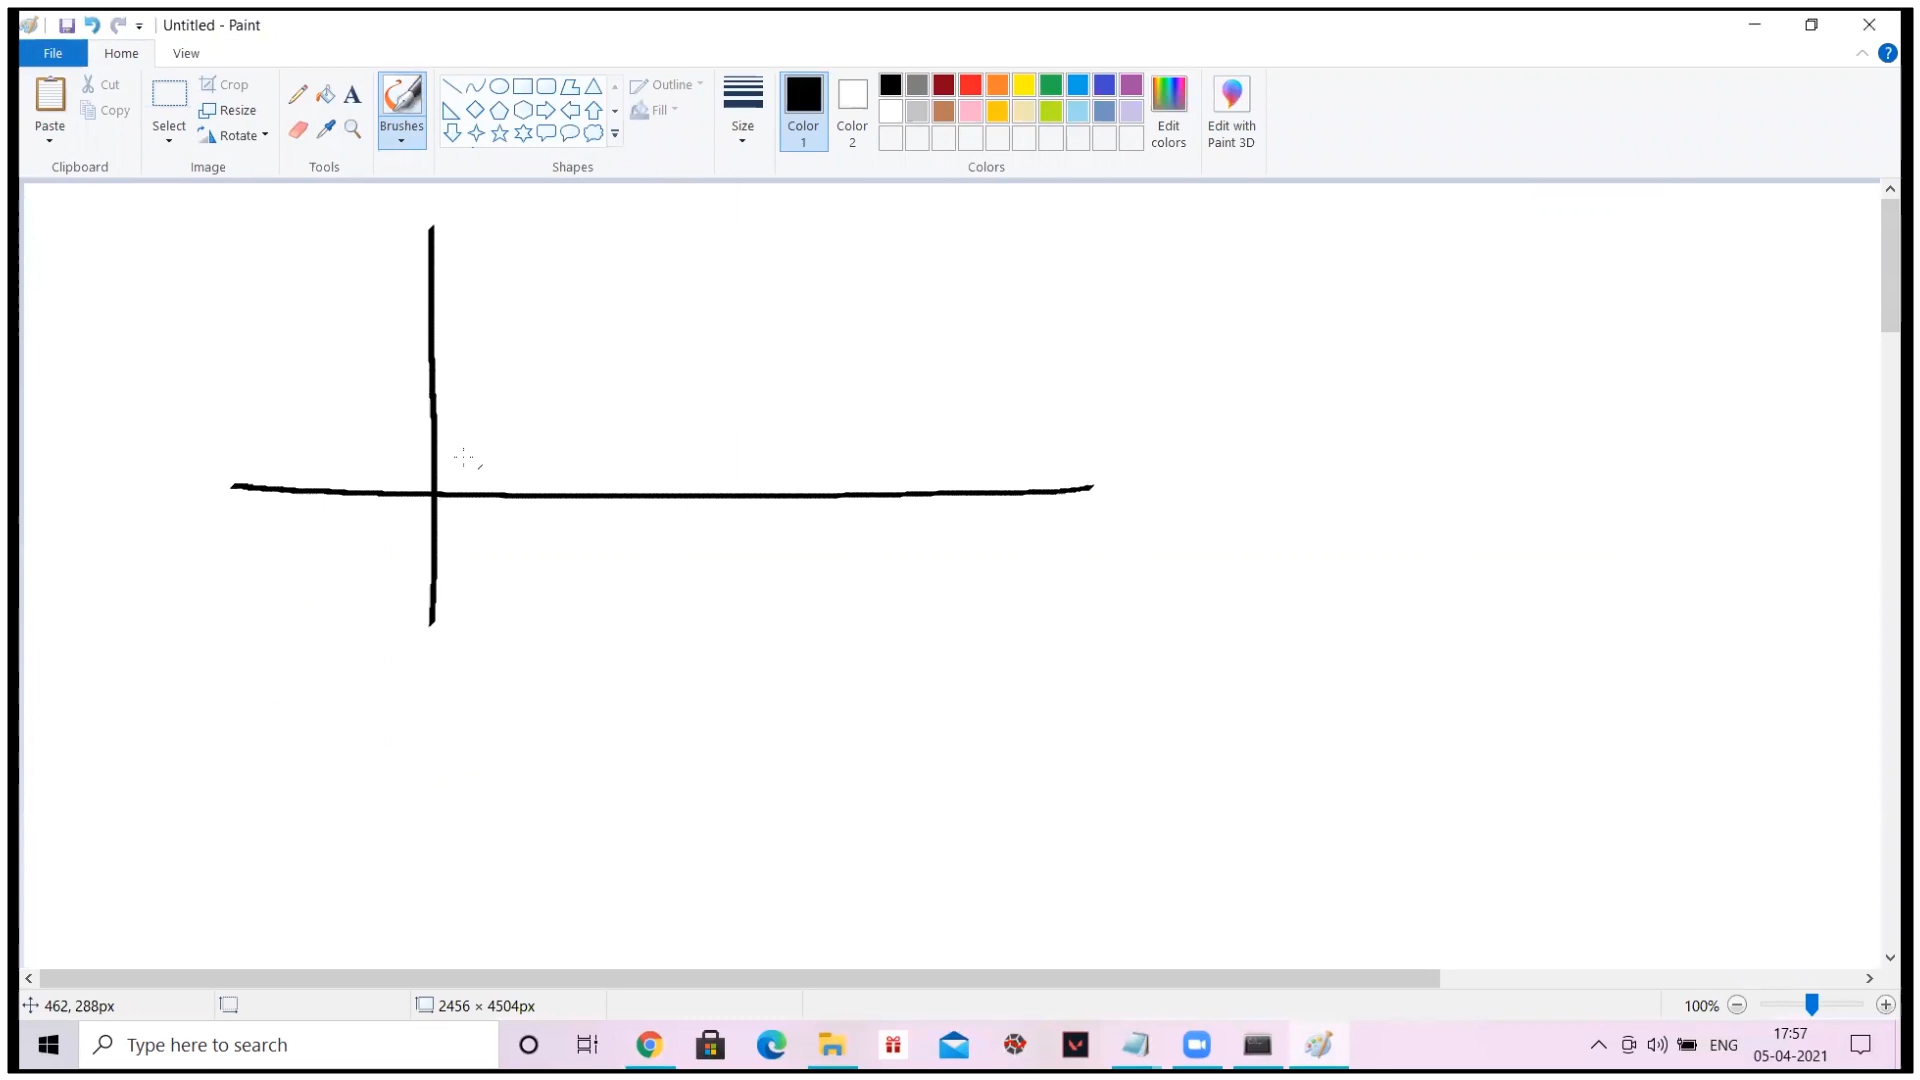 Untitled - Paint
File Home View
Paste
Cut
Copy
Clipboard
Select
Crop
Resize
Rotate
Image
A
Tools
Brushes
Outline
Fill
Shapes
Size
Color 1
Color 2
Edit colors
Edit with Paint 3D
Colors
?
462, 288px
2456 × 4504px
100%
Type here to search
ENG
17:57
05-04-2021